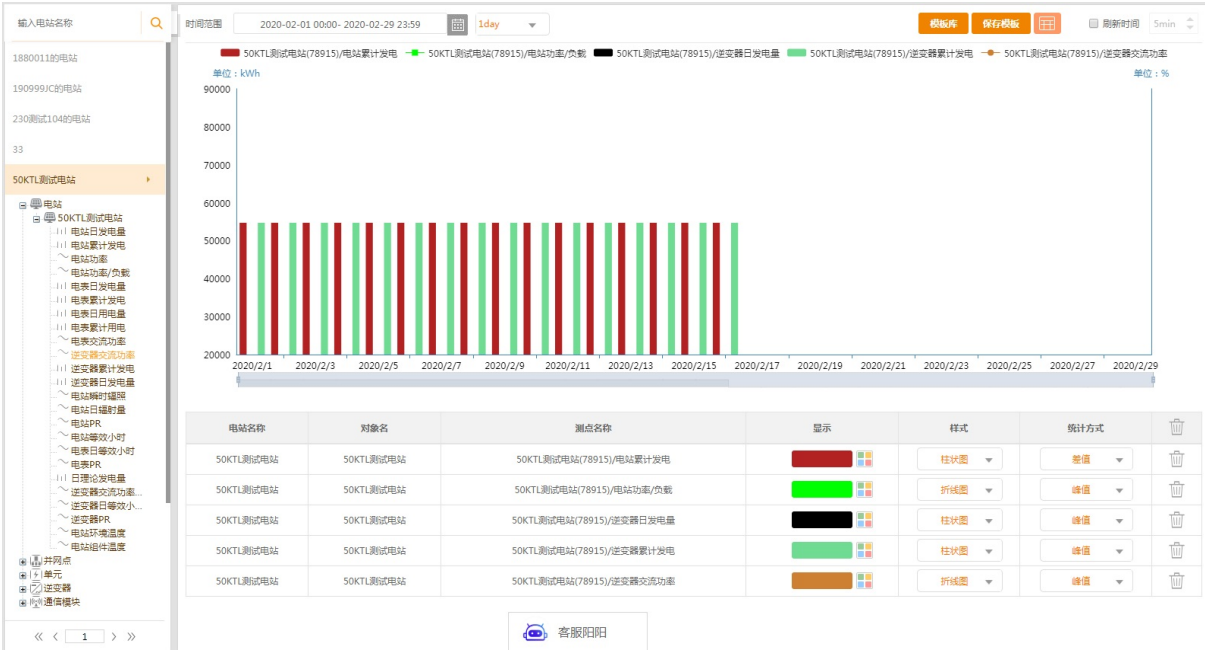 输入电站名称
1880011的电站
190999JC的电站
230测试104的电站
33
50KTL测试电站
电站
50KTL测试电站
电站日发电量
电站累计发电
电站功率
电站功率/负载
电表日发电量
电表累计发电
电表日用电量
电表累计用电
电表交流功率
逆变器交流功率
逆变器累计发电
逆变器日发电量
电站瞬时辐照
电站日辐射量
电站PR
电站等效小时
电表日等效小时
电表PR
日理论发电量
逆变器交流功率...
逆变器日等效小...
逆变器PR
电站环境温度
电站组件温度
并网点
单元
逆变器
通信模块
1
时间范围 2020-02-01 00:00- 2020-02-29 23:59 1day 模板库 保存模板 刷新时间 5min
50KTL测试电站(78915)/电站累计发电 50KTL测试电站(78915)/电站功率/负载 50KTL测试电站(78915)/逆变器日发电量 50KTL测试电站(78915)/逆变器累计发电 50KTL测试电站(78915)/逆变器交流功率
单位：kWh 单位：%
90000
80000
70000
60000
50000
40000
30000
20000
2020/2/1 2020/2/3 2020/2/5 2020/2/7 2020/2/9 2020/2/11 2020/2/13 2020/2/15 2020/2/17 2020/2/19 2020/2/21 2020/2/23 2020/2/25 2020/2/27 2020/2/29
电站名称 对象名 测点名称 显示 样式 统计方式
50KTL测试电站 50KTL测试电站 50KTL测试电站(78915)/电站累计发电 柱状图 差值
50KTL测试电站 50KTL测试电站 50KTL测试电站(78915)/电站功率/负载 折线图 峰值
50KTL测试电站 50KTL测试电站 50KTL测试电站(78915)/逆变器日发电量 柱状图 峰值
50KTL测试电站 50KTL测试电站 50KTL测试电站(78915)/逆变器累计发电 柱状图 峰值
50KTL测试电站 50KTL测试电站 50KTL测试电站(78915)/逆变器交流功率 折线图 峰值
客服阳阳